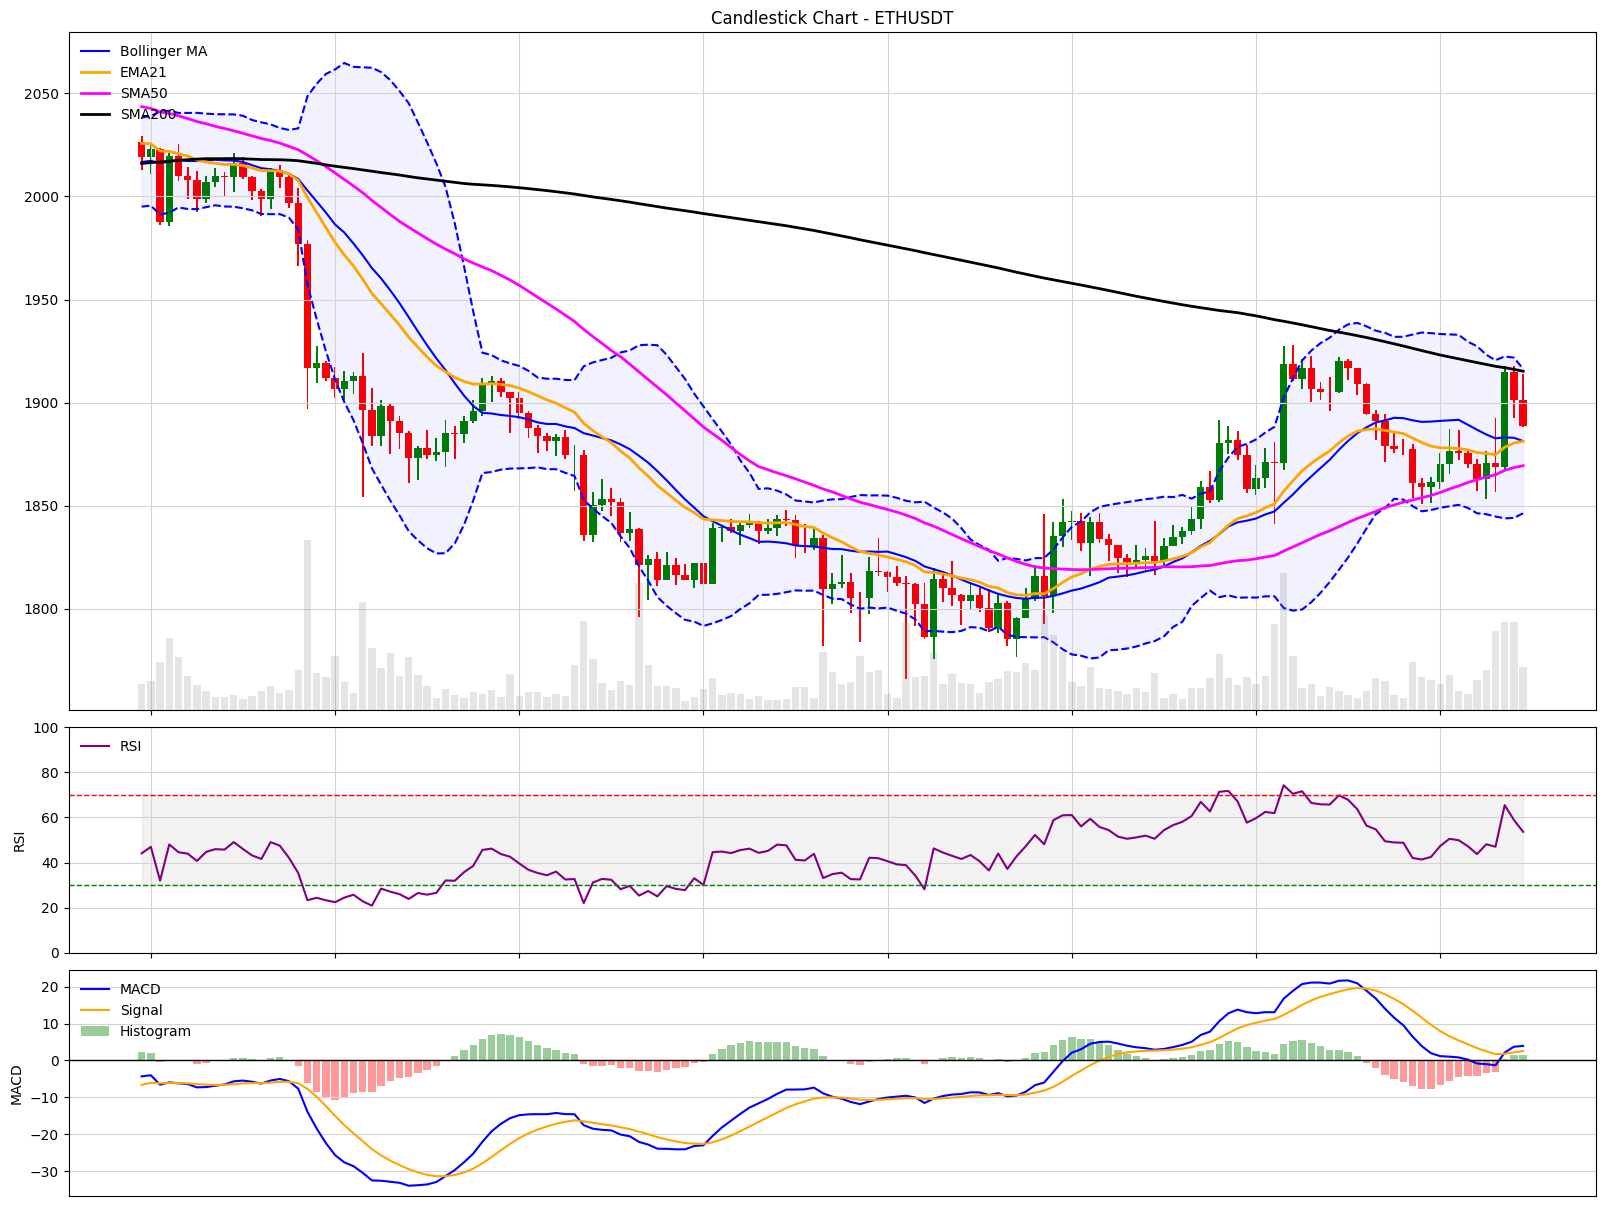 Candlestick Chart - ETHUSDT
Bollinger MA
EMA21
SMA50
SMA200
2050
2000
1950
1900
1850
1800
RSI
100
80
60
40
20
0
RSI
MACD
Signal
Histogram
20
10
0
−10
−20
−30
MACD